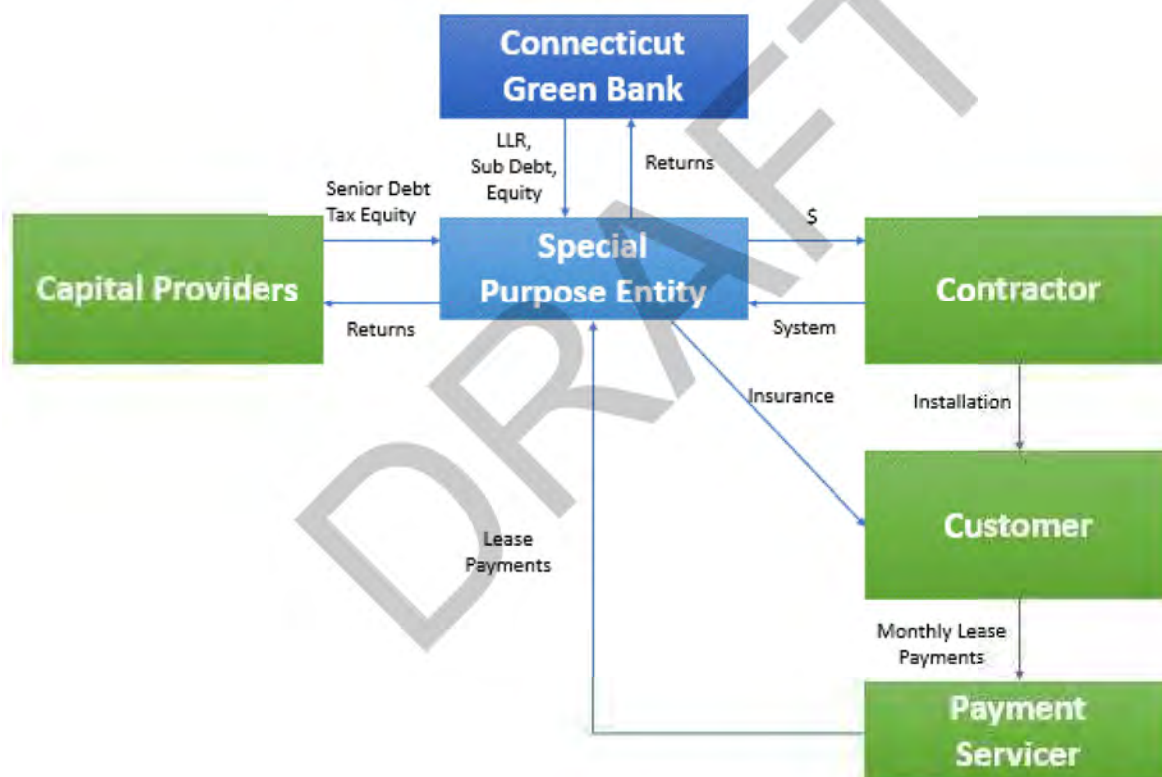 Connecticut
Green Bank
LLR,
Sub Debt,
Equity
Returns
Senior Debt
Tax Equity
$
Capital Providers
Special
Purpose Entity
Contractor
Returns
System
Insurance
Installation
Customer
Lease
Payments
Monthly Lease
Payments
Payment
Servicer
DRAFT